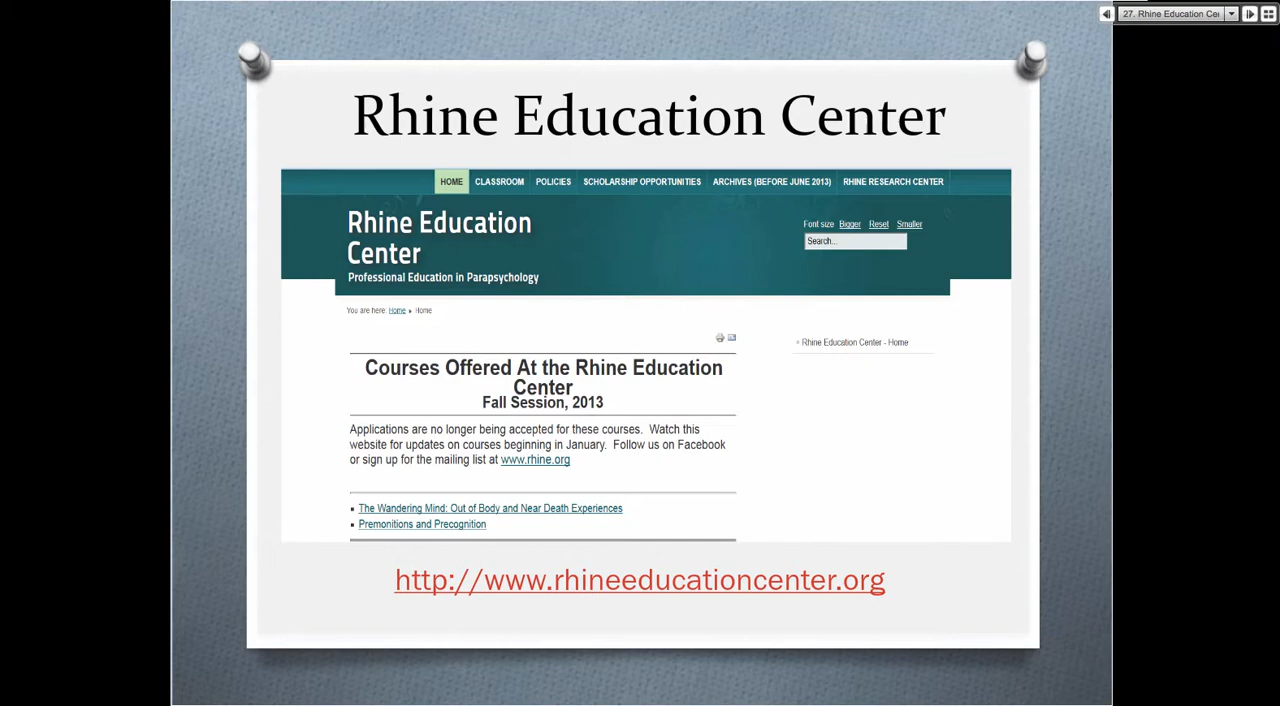 27. Rhine Education Cei
Rhine Education Center
HOME CLASSROOM POLICIES SCHOLARSHIP OPPORTUNITIES ARCHIVES (BEFORE JUNE 2013) RHINE RESEARCH CENTER
Rhine Education
Center
Professional Education in Parapsychology
Font size Bigger Reset Smaller
Search...
You are here: Home Home
Courses Offered At the Rhine Education
Center
Fall Session, 2013
Applications are no longer being accepted for these courses. Watch this
website for updates on courses beginning in January. Follow us on Facebook
or sign up for the mailing list at www.rhine.org
The Wandering Mind: Out of Body and Near Death Experiences
Premonitions and Precognition
Rhine Education Center - Home
http://www.rhineeducationcenter.org